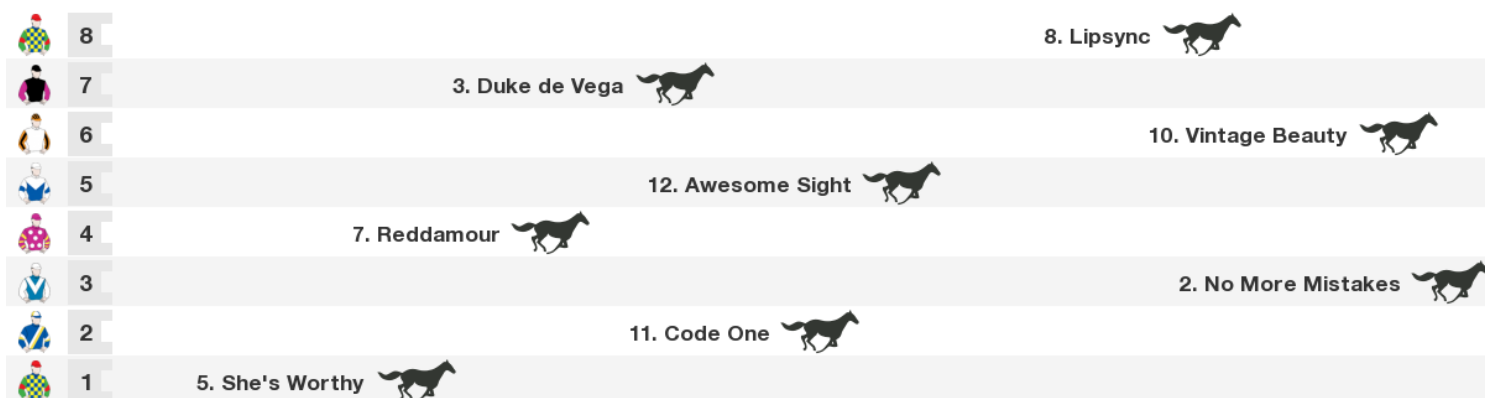 8 8. Lipsync
7 3. Duke de Vega
6 10. Vintage Beauty
5 12. Awesome Sight
4 7. Reddamour
3 2. No More Mistakes
2 11. Code One
1 5. She's Worthy